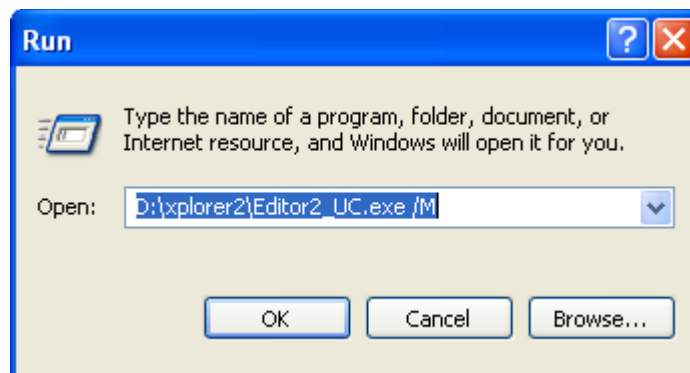 Run
Type the name of a program, folder, document, or
Internet resource, and Windows will open it for you.
Open: D:\xplorer2\Editor2_UC.exe /M
OK Cancel Browse...